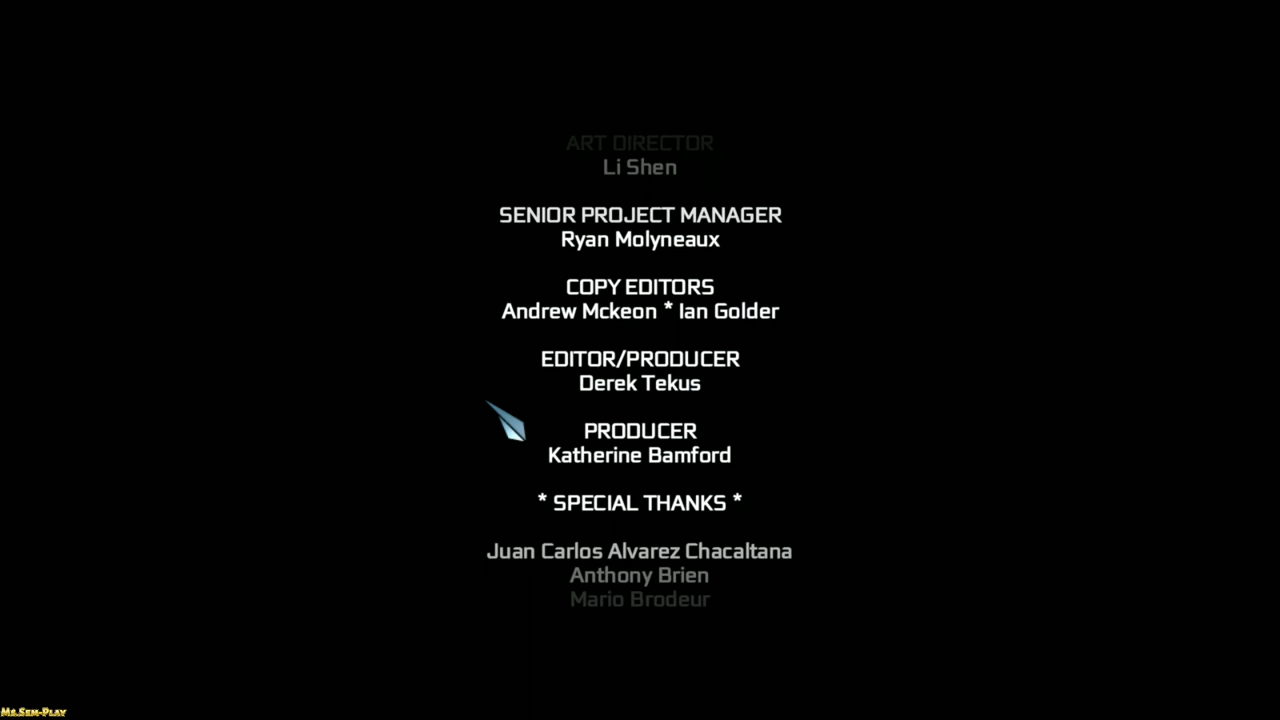 ART DIRECTOR
Li Shen
SENIOR PROJECT MANAGER
Ryan Molyneaux
COPY EDITORS
Andrew Mckeon * Ian Golder
EDITOR/PRODUCER
Derek Tekus
PRODUCER
Katherine Bamford
* SPECIAL THANKS *
Juan Carlos Alvarez Chacaltana
Anthony Brien
Mario Brodeur
Ms.Sem-Play